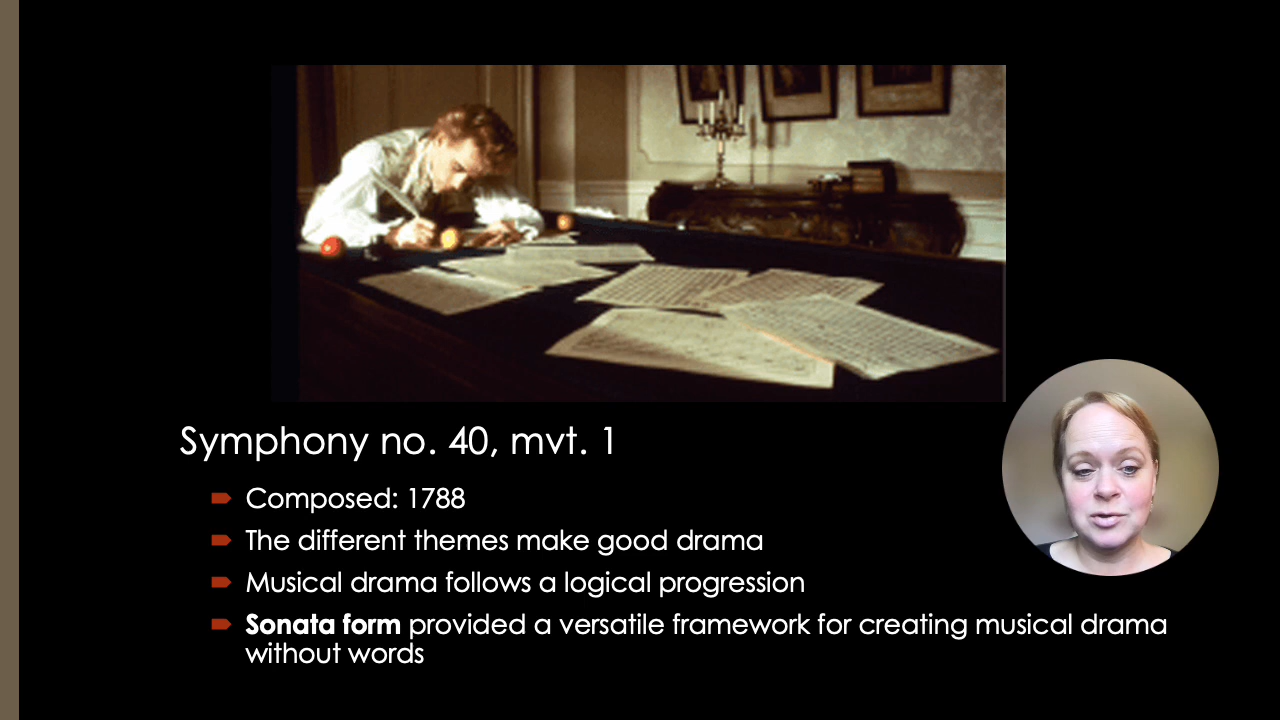 Symphony no. 40, mvt. 1
Composed: 1788
The different themes make good drama
Musical drama follows a logical progression
Sonata form provided a versatile framework for creating musical drama
without words